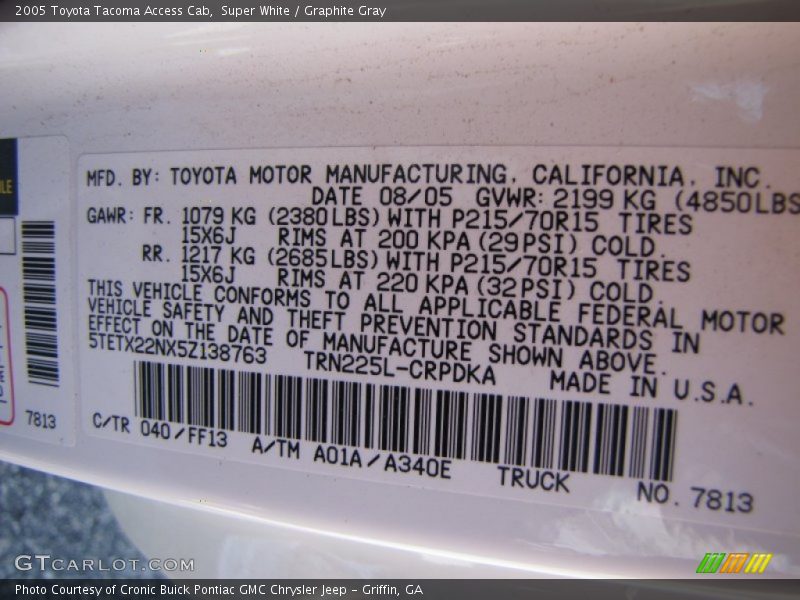 2005 Toyota Tacoma Access Cab, Super White / Graphite Gray
MFD. BY: TOYOTA MOTOR MANUFACTURING, CALIFORNIA, INC.
DATE 08/05 GVWR: 2199 KG (4850LBS
GAWR: FR. 1079 KG (2380LBS) WITH P215/70R15 TIRES
15X6J RIMS AT 200 KPA (29PSI) COLD.
RR. 1217 KG (2685LBS) WITH P215/70R15 TIRES
15X6J RIMS AT 220 KPA (32PSI) COLD.
THIS VEHICLE CONFORMS TO ALL APPLICABLE FEDERAL MOTOR
VEHICLE SAFETY AND THEFT PREVENTION STANDARDS IN
EFFECT ON THE DATE OF MANUFACTURE SHOWN ABOVE.
5TETX22NX5Z138763 TRN225L-CRPDKA MADE IN U.S.A.
C/TR 040/FF13 A/TM A01A/A340E TRUCK NO. 7813
7813
GTCARLOT.COM
Photo Courtesy of Cronic Buick Pontiac GMC Chrysler Jeep - Griffin, GA